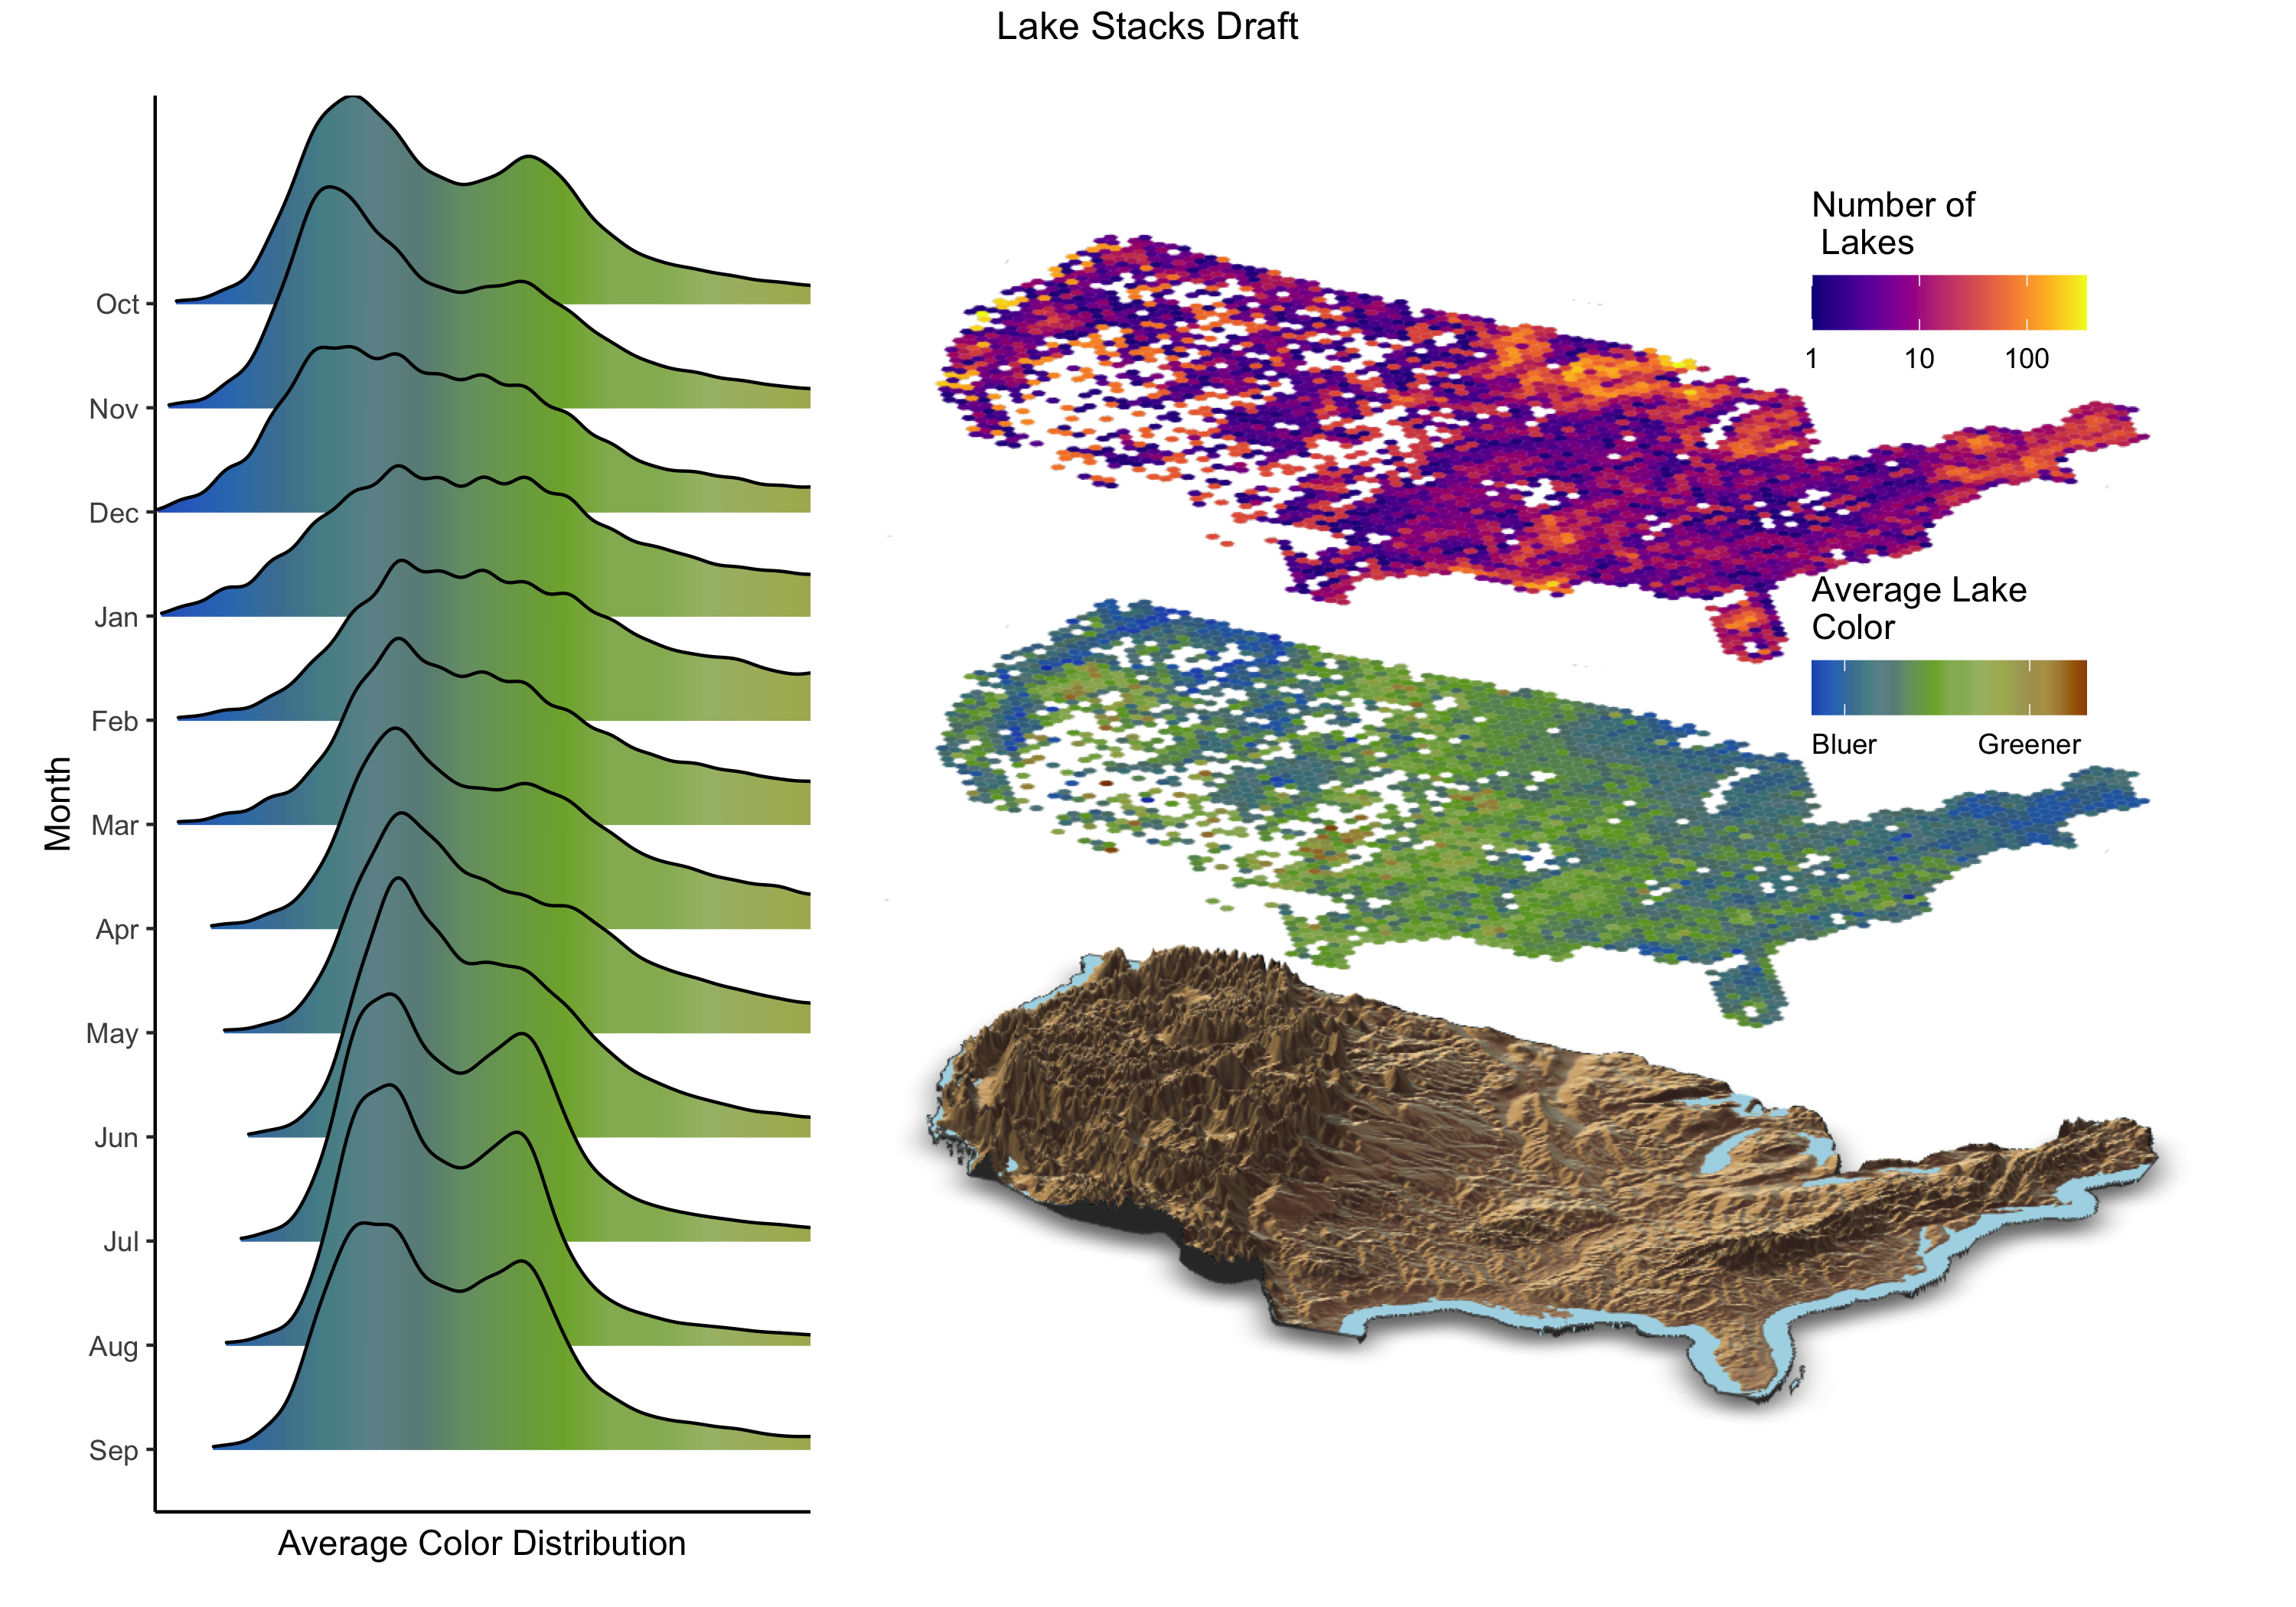 Lake Stacks Draft
Oct
Nov
Dec
Jan
Feb
Mar
Apr
May
Jun
Jul
Aug
Sep
Month
Average Color Distribution
Number of
Lakes
1 10 100
Average Lake
Color
Bluer Greener